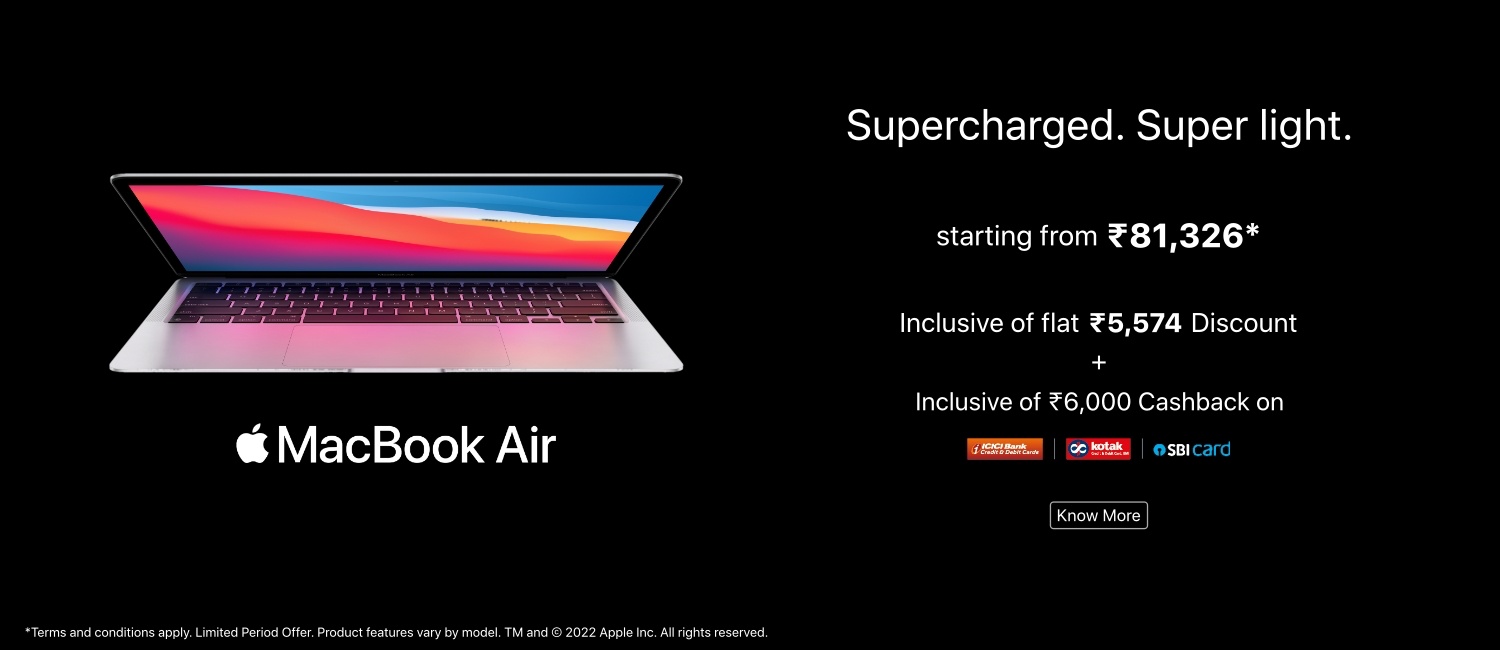 Supercharged. Super light.
starting from ₹81,326*
Inclusive of flat ₹5,574 Discount
+
Inclusive of ₹6,000 Cashback on
ICICI Bank
Credit & Debit Cards
kotak
SBI card
Know More
MacBook Air
*Terms and conditions apply. Limited Period Offer. Product features vary by model. TM and © 2022 Apple Inc. All rights reserved.